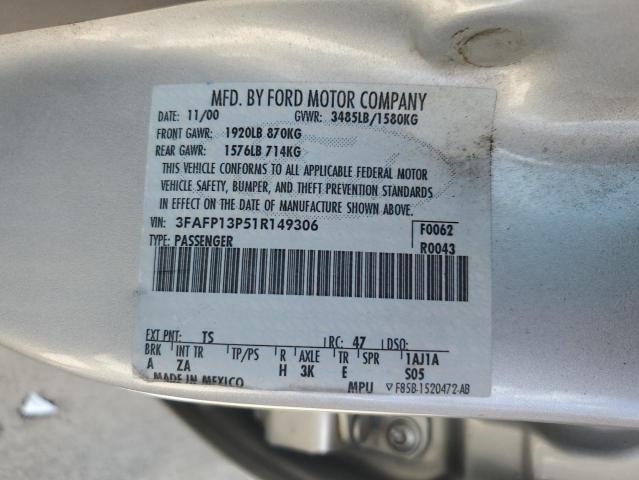 MFD. BY FORD MOTOR COMPANY
DATE: 11/00 GVWR: 3485LB/1580KG
FRONT GAWR: 1920LB 870KG
REAR GAWR: 1576LB 714KG
THIS VEHICLE CONFORMS TO ALL APPLICABLE FEDERAL MOTOR
VEHICLE SAFETY, BUMPER, AND THEFT PREVENTION STANDARDS
IN EFFECT ON THE DATE OF MANUFACTURE SHOWN ABOVE.
VIN: 3FAFP13P51R149306 F0062
TYPE: PASSENGER R0043
EXT PNT: TS RC: 47 DSO:
BRK INT TR TP/PS R AXLE TR SPR 1AJ1A
A ZA H 3K E S05
MADE IN MEXICO MPU ▽ F85B-1520472-AB